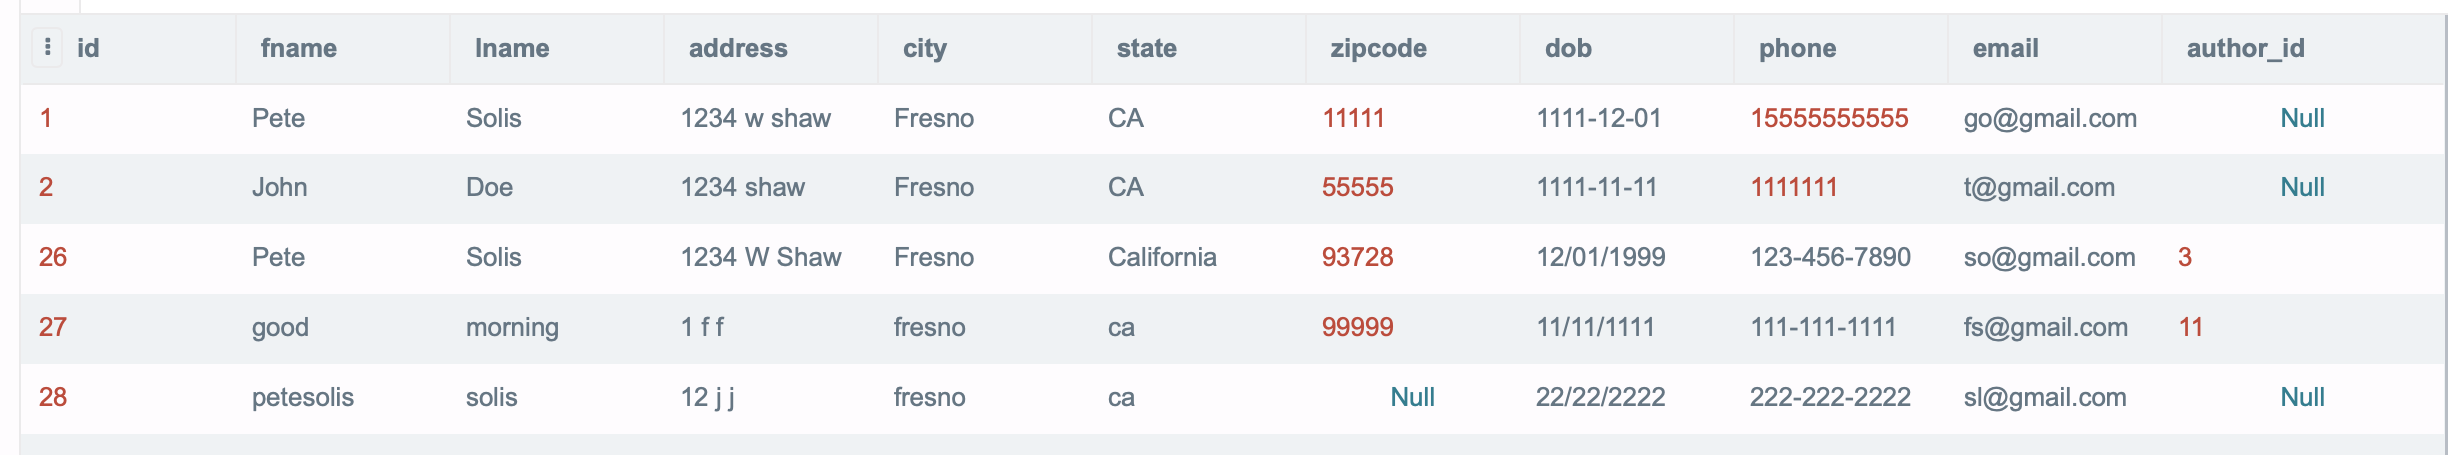 id fname lname address city state zipcode dob phone email author_id
1 Pete Solis 1234 w shaw Fresno CA 11111 1111-12-01 15555555555 go@gmail.com Null
2 John Doe 1234 shaw Fresno CA 55555 1111-11-11 1111111 t@gmail.com Null
26 Pete Solis 1234 W Shaw Fresno California 93728 12/01/1999 123-456-7890 so@gmail.com 3
27 good morning 1 f f fresno ca 99999 11/11/1111 111-111-1111 fs@gmail.com 11
28 petesolis solis 12 j j fresno ca Null 22/22/2222 222-222-2222 sl@gmail.com Null